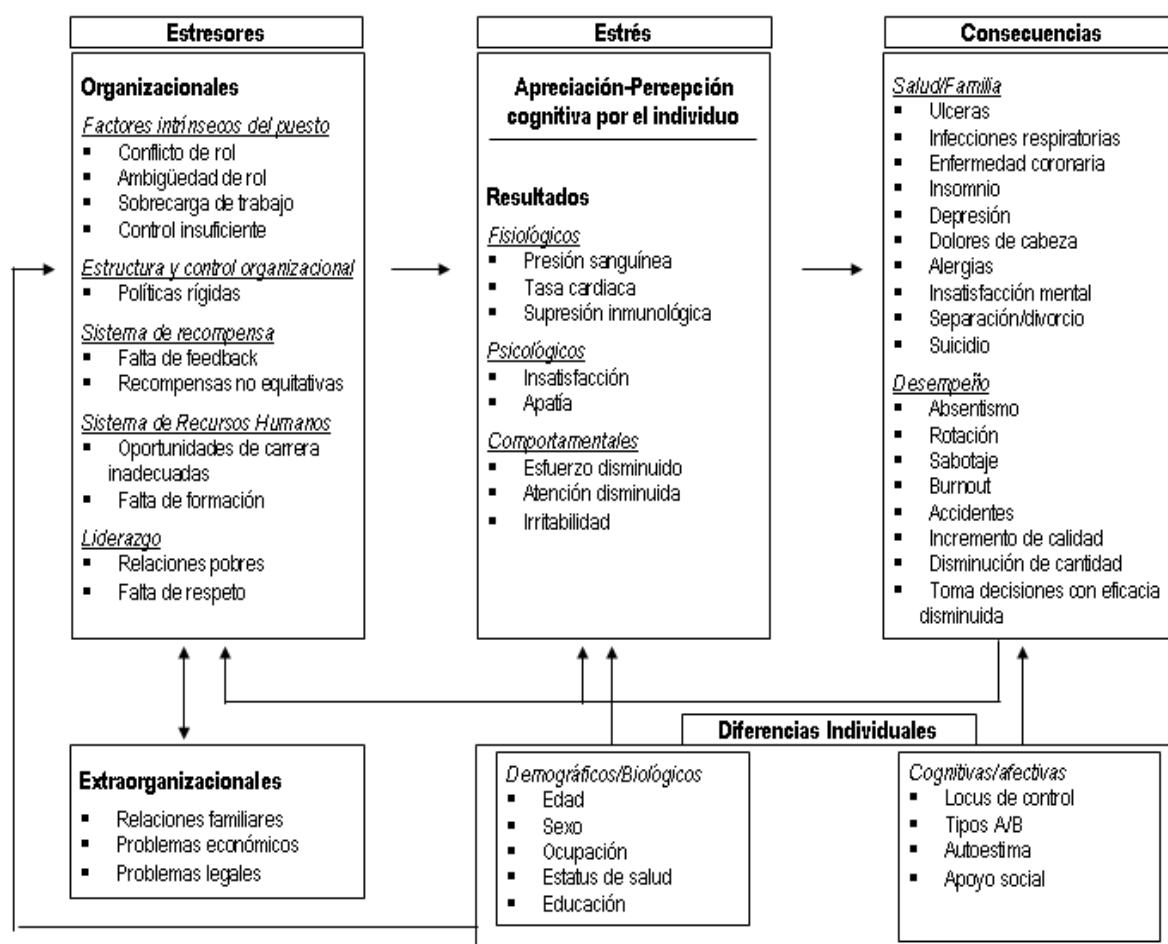 Estresores
Organizacionales
Factores intrínsecos del puesto
▪ Conflicto de rol
▪ Ambigüedad de rol
▪ Sobrecarga de trabajo
▪ Control insuficiente
Estructura y control organizacional
▪ Políticas rígidas
Sistema de recompensa
▪ Falta de feedback
▪ Recompensas no equitativas
Sistema de Recursos Humanos
▪ Oportunidades de carrera
inadecuadas
▪ Falta de formación
Liderazgo
▪ Relaciones pobres
▪ Falta de respeto
Estrés
Apreciación-Percepción
cognitiva por el individuo
Resultados
Fisiológicos
▪ Presión sanguínea
▪ Tasa cardiaca
▪ Supresión inmunológica
Psicológicos
▪ Insatisfacción
▪ Apatía
Comportamentales
▪ Esfuerzo disminuido
▪ Atención disminuida
▪ Irritabilidad
Consecuencias
Salud/Familia
▪ Ulceras
▪ Infecciones respiratorias
▪ Enfermedad coronaria
▪ Insomnio
▪ Depresión
▪ Dolores de cabeza
▪ Alergias
▪ Insatisfacción mental
▪ Separación/divorcio
▪ Suicidio
Desempeño
▪ Absentismo
▪ Rotación
▪ Sabotaje
▪ Burnout
▪ Accidentes
▪ Incremento de calidad
▪ Disminución de cantidad
▪ Toma decisiones con eficacia
disminuida
Extraorganizacionales
▪ Relaciones familiares
▪ Problemas económicos
▪ Problemas legales
Diferencias Individuales
Demográficos/Biológicos
▪ Edad
▪ Sexo
▪ Ocupación
▪ Estatus de salud
▪ Educación
Cognitivas/afectivas
▪ Locus de control
▪ Tipos A/B
▪ Autoestima
▪ Apoyo social